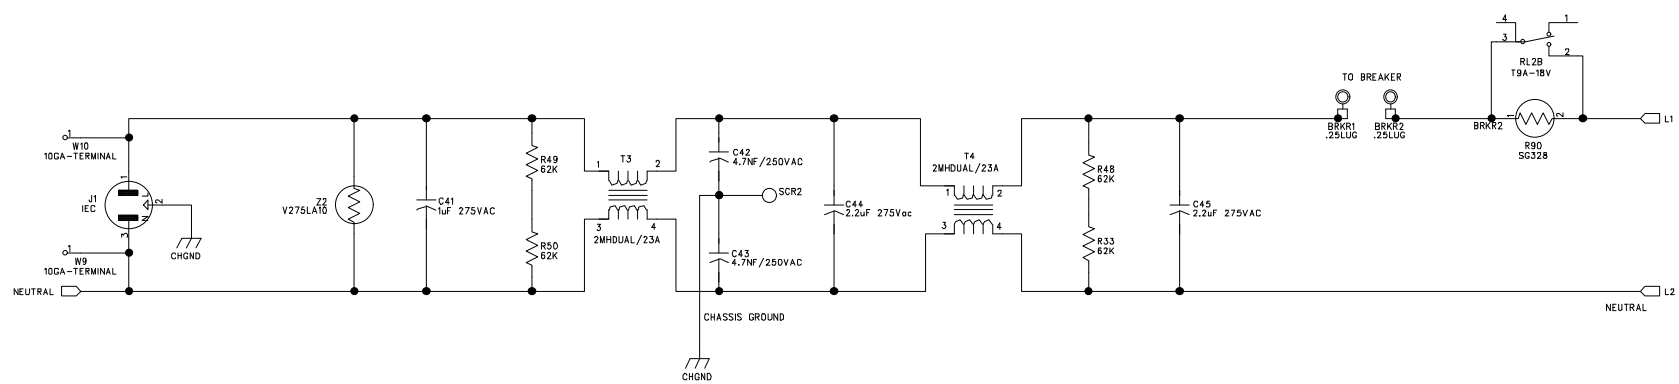 4
1
3
2
RL2B
T9A-18V
TO BREAKER
1
W10
10GA-TERMINAL
BRKR1
.25LUG
BRKR2
.25LUG
BRKR2
1
2
L1
R90
SG328
1
J1
IEC
L
2
N
3
CHGND
1
W9
10GA-TERMINAL
NEUTRAL
Z2
V275LA10
C41
1uF 275VAC
R49
62K
R50
62K
T3
1
2
3
4
2MHDUAL/23A
C42
4.7NF/250VAC
SCR2
C43
4.7NF/250VAC
CHASSIS GROUND
CHGND
C44
2.2uF 275Vac
T4
2MHDUAL/23A
1
2
3
4
R48
62K
R33
62K
C45
2.2uF 275VAC
L2
NEUTRAL